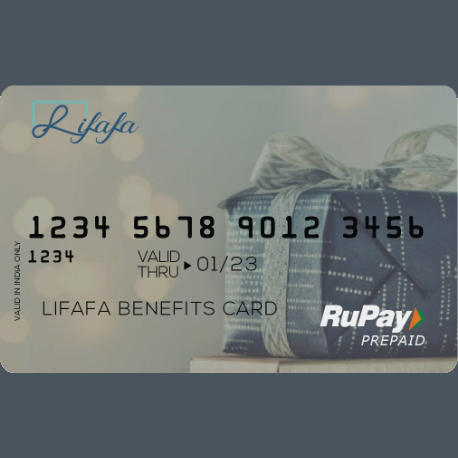 Lifafa
1234 5678 9012 3456
1234
VALID
THRU
01/23
VALID IN INDIA ONLY
LIFAFA BENEFITS CARD
RuPay
PREPAID